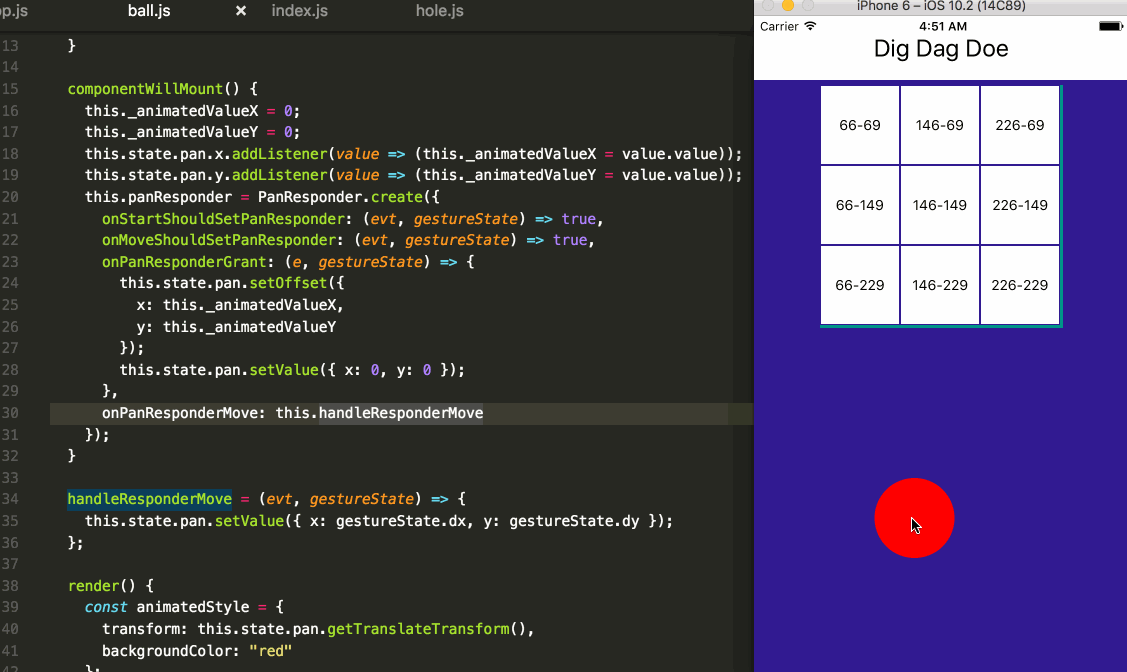 p.js ball.js × index.js hole.js
13 }
14
15 componentWillMount() {
16 this._animatedValueX = 0;
17 this._animatedValueY = 0;
18 this.state.pan.x.addListener(value => (this._animatedValueX = value.value));
19 this.state.pan.y.addListener(value => (this._animatedValueY = value.value));
20 this.panResponder = PanResponder.create({
21 onStartShouldSetPanResponder: (evt, gestureState) => true,
22 onMoveShouldSetPanResponder: (evt, gestureState) => true,
23 onPanResponderGrant: (e, gestureState) => {
24 this.state.pan.setOffset({
25 x: this._animatedValueX,
26 y: this._animatedValueY
27 });
28 this.state.pan.setValue({ x: 0, y: 0 });
29 },
30 onPanResponderMove: this.handleResponderMove
31 });
32 }
33
34 handleResponderMove = (evt, gestureState) => {
35 this.state.pan.setValue({ x: gestureState.dx, y: gestureState.dy });
36 };
37
38 render() {
39 const animatedStyle = {
40 transform: this.state.pan.getTranslateTransform(),
41 backgroundColor: "red"
42 };
iPhone 6 – iOS 10.2 (14C89)
Carrier 4:51 AM
Dig Dag Doe
66-69 146-69 226-69
66-149 146-149 226-149
66-229 146-229 226-229